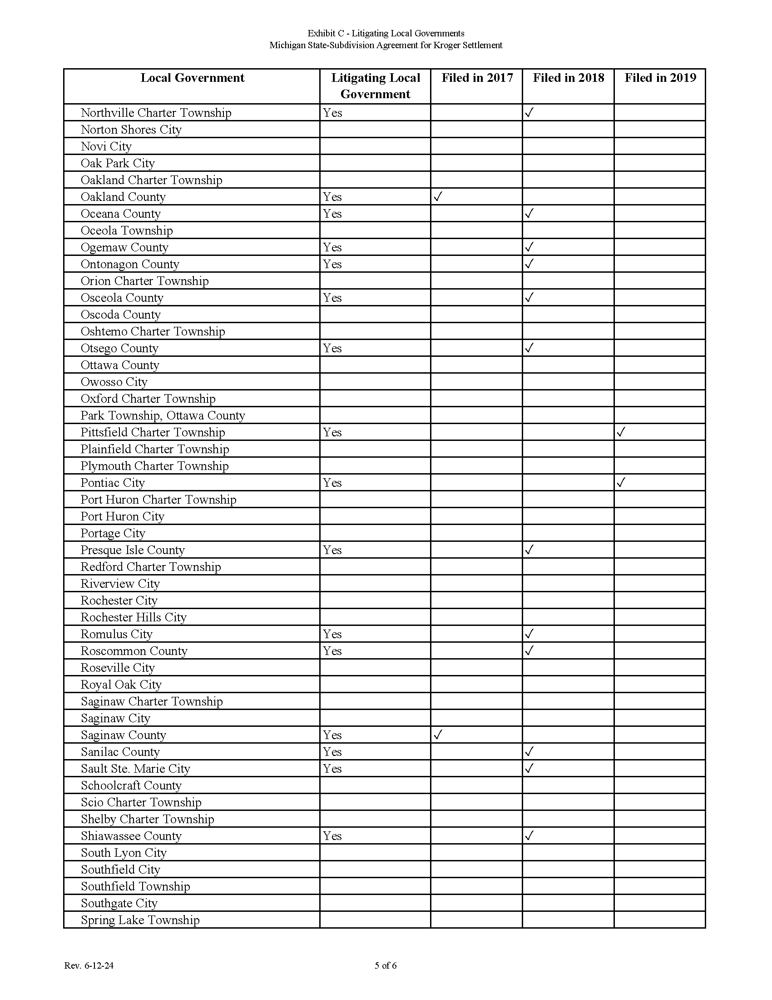 Exhibit C - Litigating Local Governments
Michigan State-Subdivision Agreement for Kroger Settlement
Local Government Litigating Local Government Filed in 2017 Filed in 2018 Filed in 2019
Northville Charter Township Yes ✓
Norton Shores City
Novi City
Oak Park City
Oakland Charter Township
Oakland County Yes ✓
Oceana County Yes ✓
Oceola Township
Ogemaw County Yes ✓
Ontonagon County Yes ✓
Orion Charter Township
Osceola County Yes ✓
Oscoda County
Oshtemo Charter Township
Otsego County Yes ✓
Ottawa County
Owosso City
Oxford Charter Township
Park Township, Ottawa County
Pittsfield Charter Township Yes ✓
Plainfield Charter Township
Plymouth Charter Township
Pontiac City Yes ✓
Port Huron Charter Township
Port Huron City
Portage City
Presque Isle County Yes ✓
Redford Charter Township
Riverview City
Rochester City
Rochester Hills City
Romulus City Yes ✓
Roscommon County Yes ✓
Roseville City
Royal Oak City
Saginaw Charter Township
Saginaw City
Saginaw County Yes ✓
Sanilac County Yes ✓
Sault Ste. Marie City Yes ✓
Schoolcraft County
Scio Charter Township
Shelby Charter Township
Shiawassee County Yes ✓
South Lyon City
Southfield City
Southfield Township
Southgate City
Spring Lake Township
Rev. 6-12-24 5 of 6